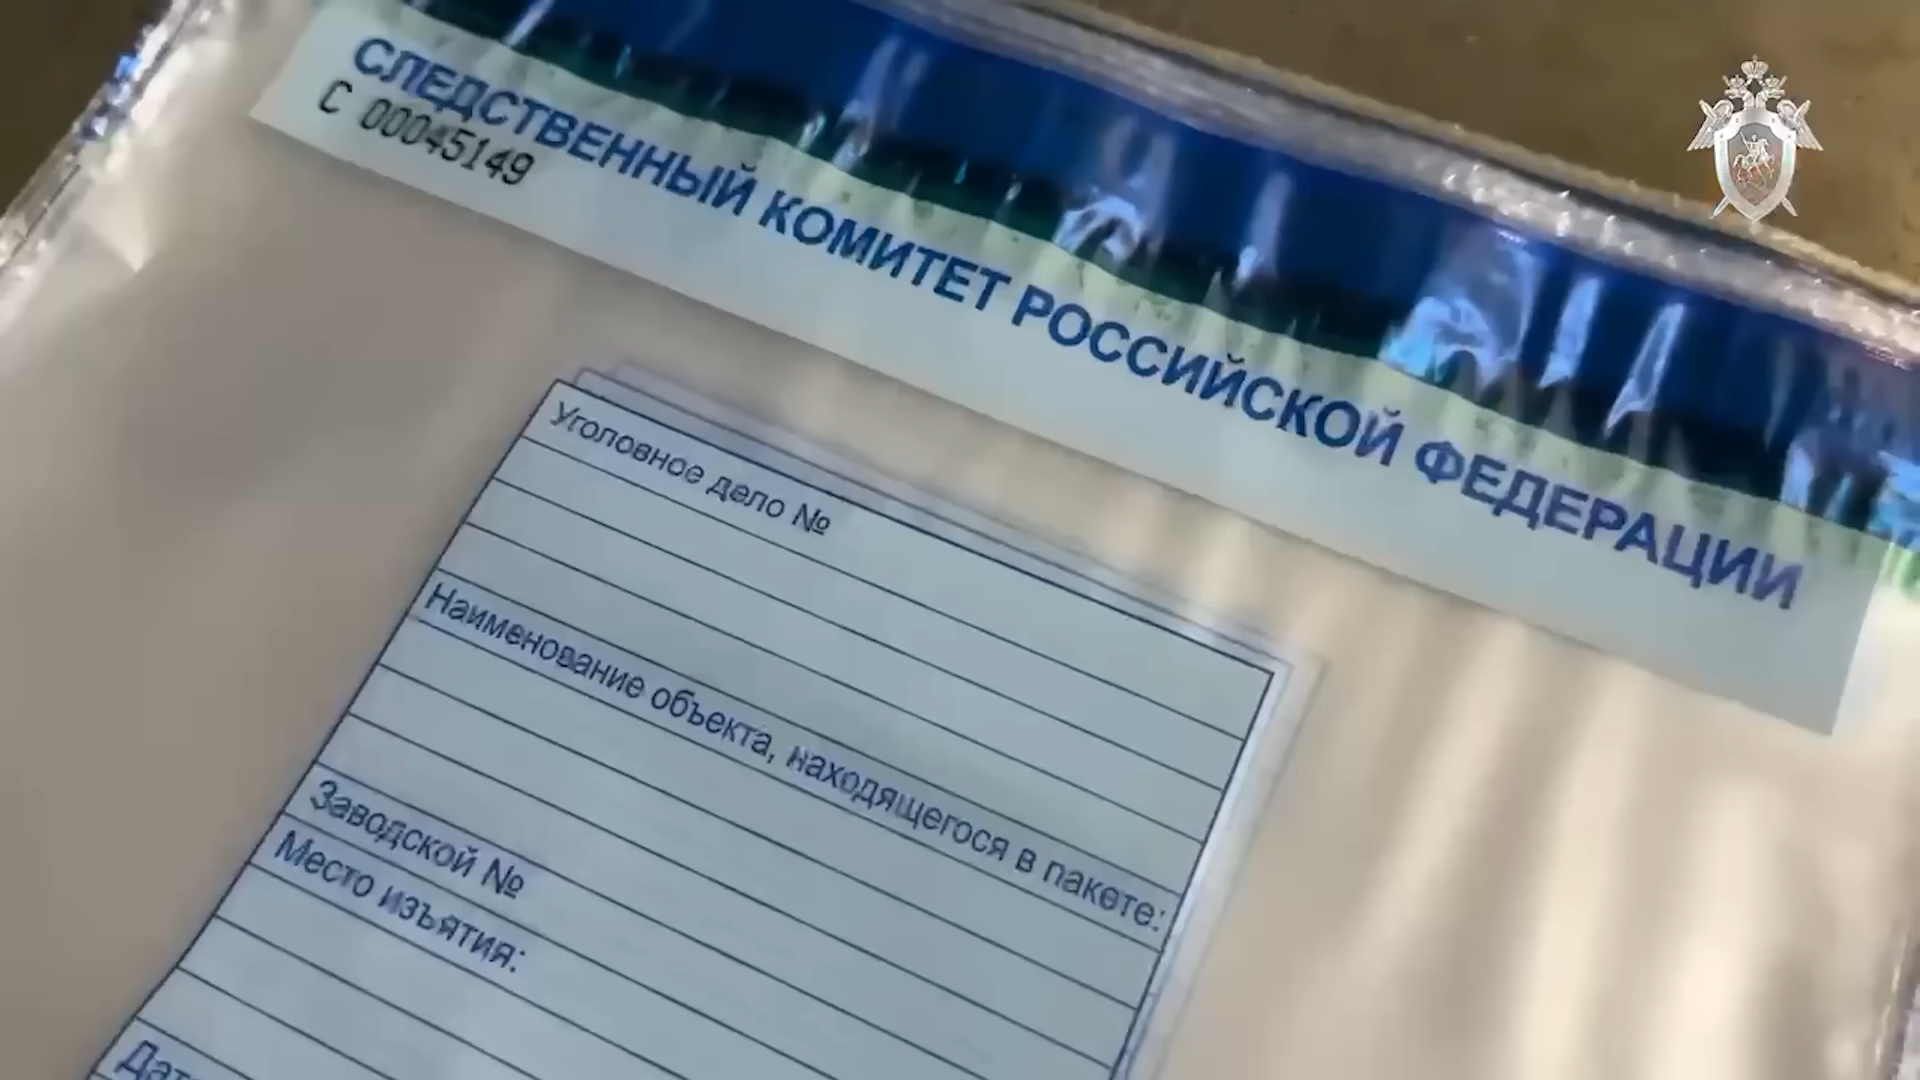 СЛЕДСТВЕННЫЙ КОМИТЕТ РОССИЙСКОЙ ФЕДЕРАЦИИ
С 00045149
Уголовное дело №
Наименование объекта, находящегося в пакете:
Заводской №
Место изъятия: